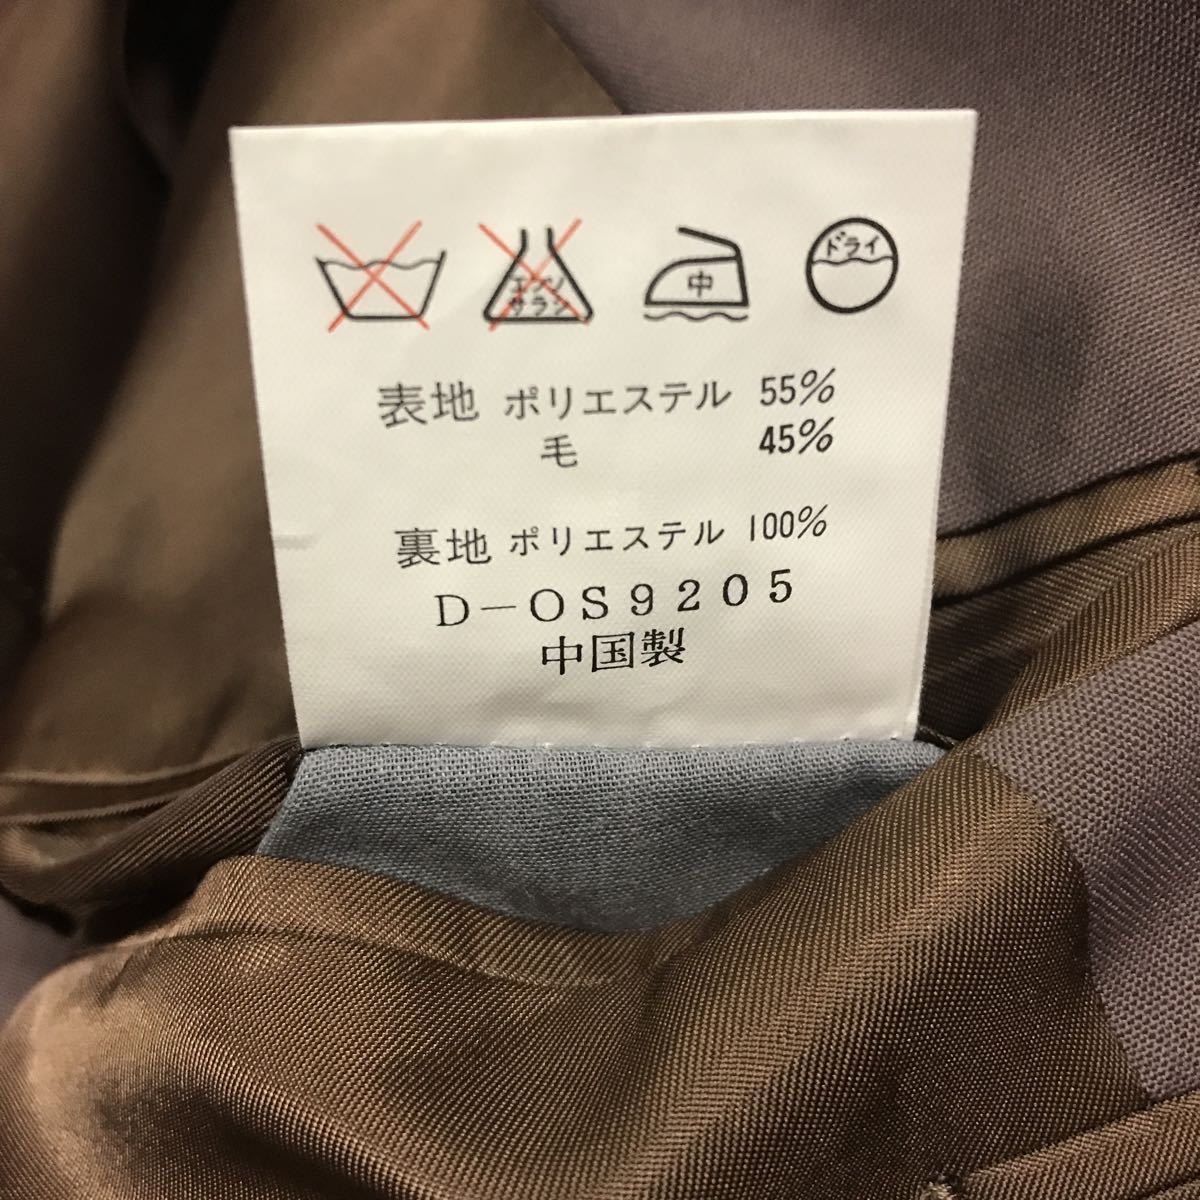 エンソ
サラシ
中
ドライ
表地 ポリエステル 55%
毛 45%
裏地 ポリエステル 100%
D-OS9205
中国製